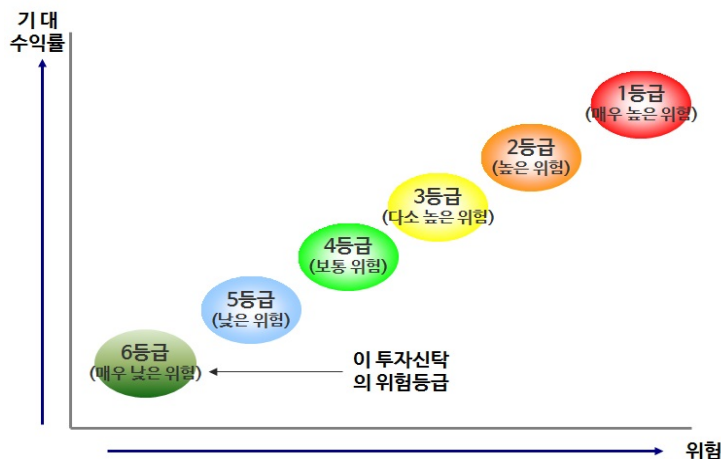 기 대
수익률
1등급
(매우 높은 위험)
2등급
(높은 위험)
3등급
(다소 높은 위험)
4등급
(보통 위험)
5등급
(낮은 위험)
6등급
(매우 낮은 위험)
이 투자신탁
의 위험등급
위험